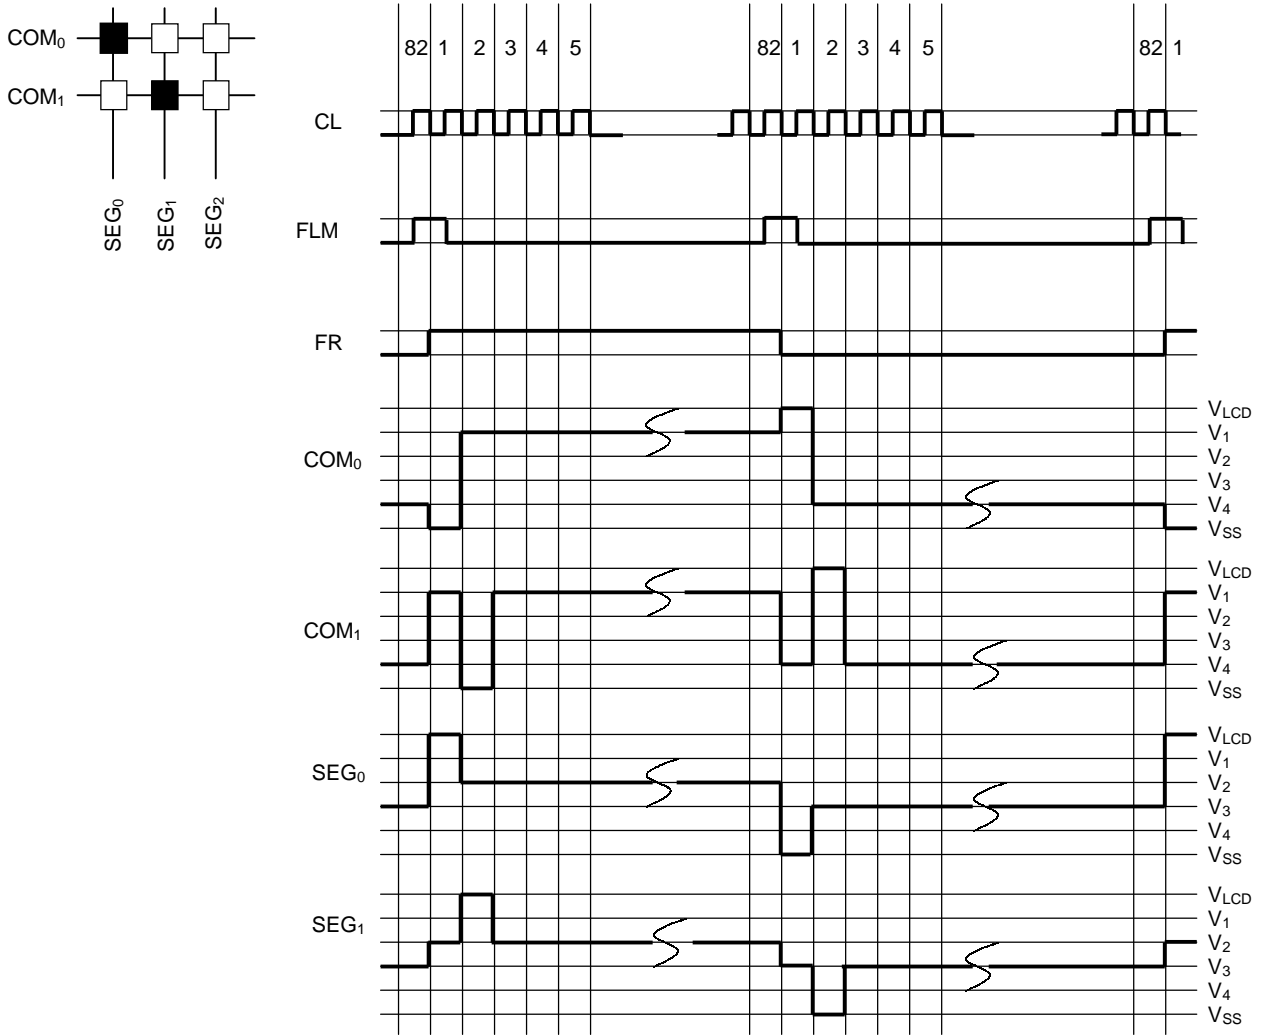 COM0
COM1
SEG0
SEG1
SEG2
82 1 2 3 4 5 82 1 2 3 4 5 82 1
CL
FLM
FR
COM0
VLCD
V1
V2
V3
V4
VSS
COM1
VLCD
V1
V2
V3
V4
VSS
SEG0
VLCD
V1
V2
V3
V4
VSS
SEG1
VLCD
V1
V2
V3
V4
VSS